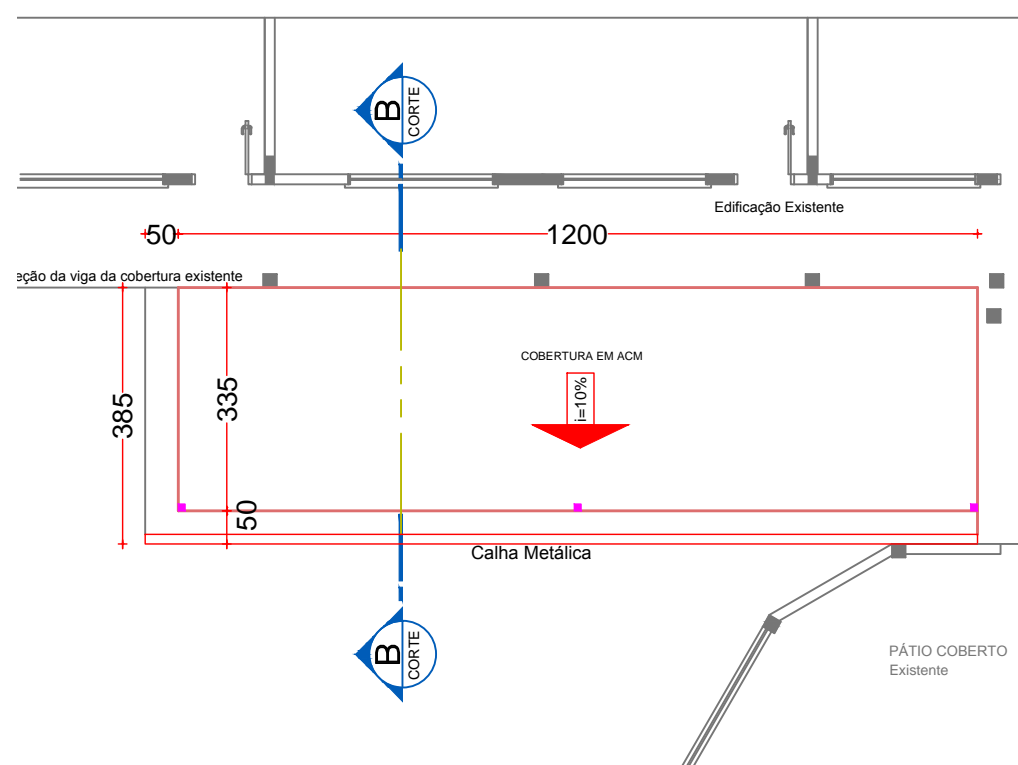 B
CORTE
Edificação Existente
50
1200
eção da viga da cobertura existente
COBERTURA EM ACM
i=10%
385
335
50
Calha Metálica
B
CORTE
PÁTIO COBERTO
Existente